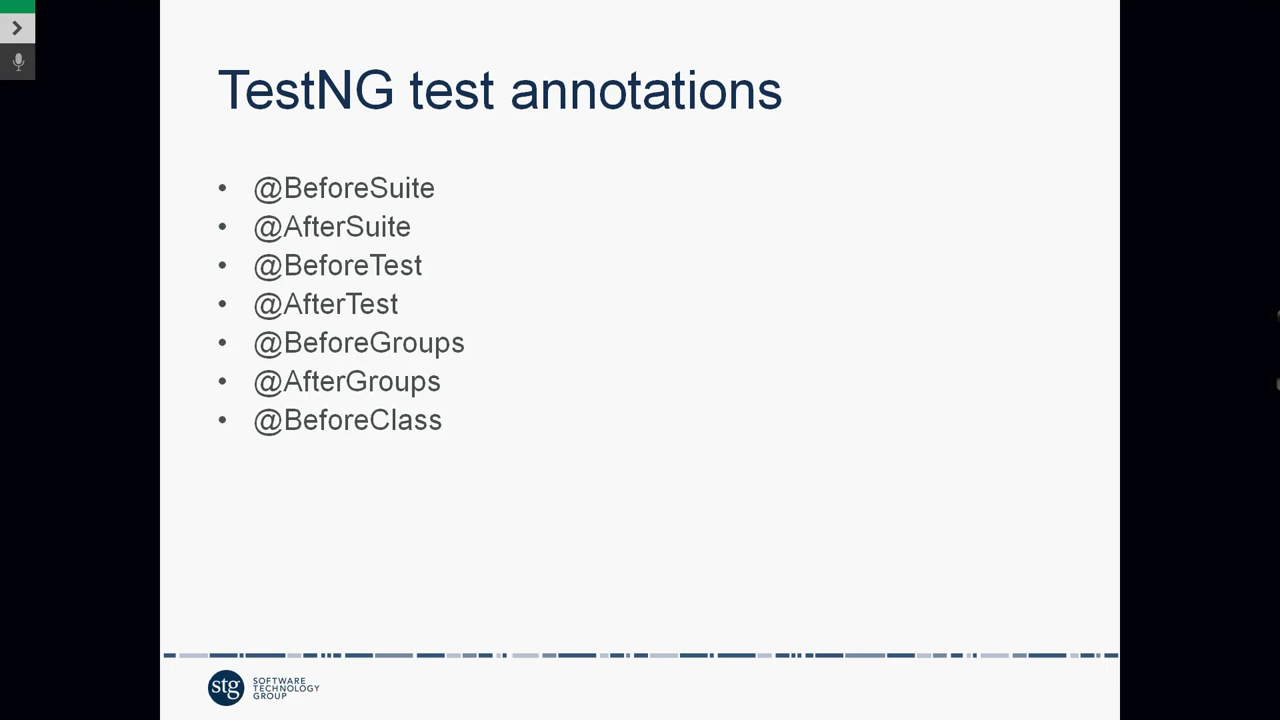 TestNG test annotations
• @BeforeSuite
• @AfterSuite
• @BeforeTest
• @AfterTest
• @BeforeGroups
• @AfterGroups
• @BeforeClass
stg
SOFTWARE
TECHNOLOGY
GROUP